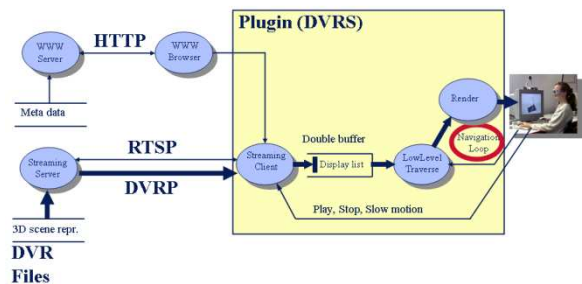 Plugin (DVRS)
HTTP
WWW
Server
WWW
Browser
Render
Meta data
Double buffer
Navigation
Loop
RTSP
Streaming
Server
DVRP
Streaming
Client
Display list
LowLevel
Traverse
Play, Stop, Slow motion
3D scene repr.
DVR
Files